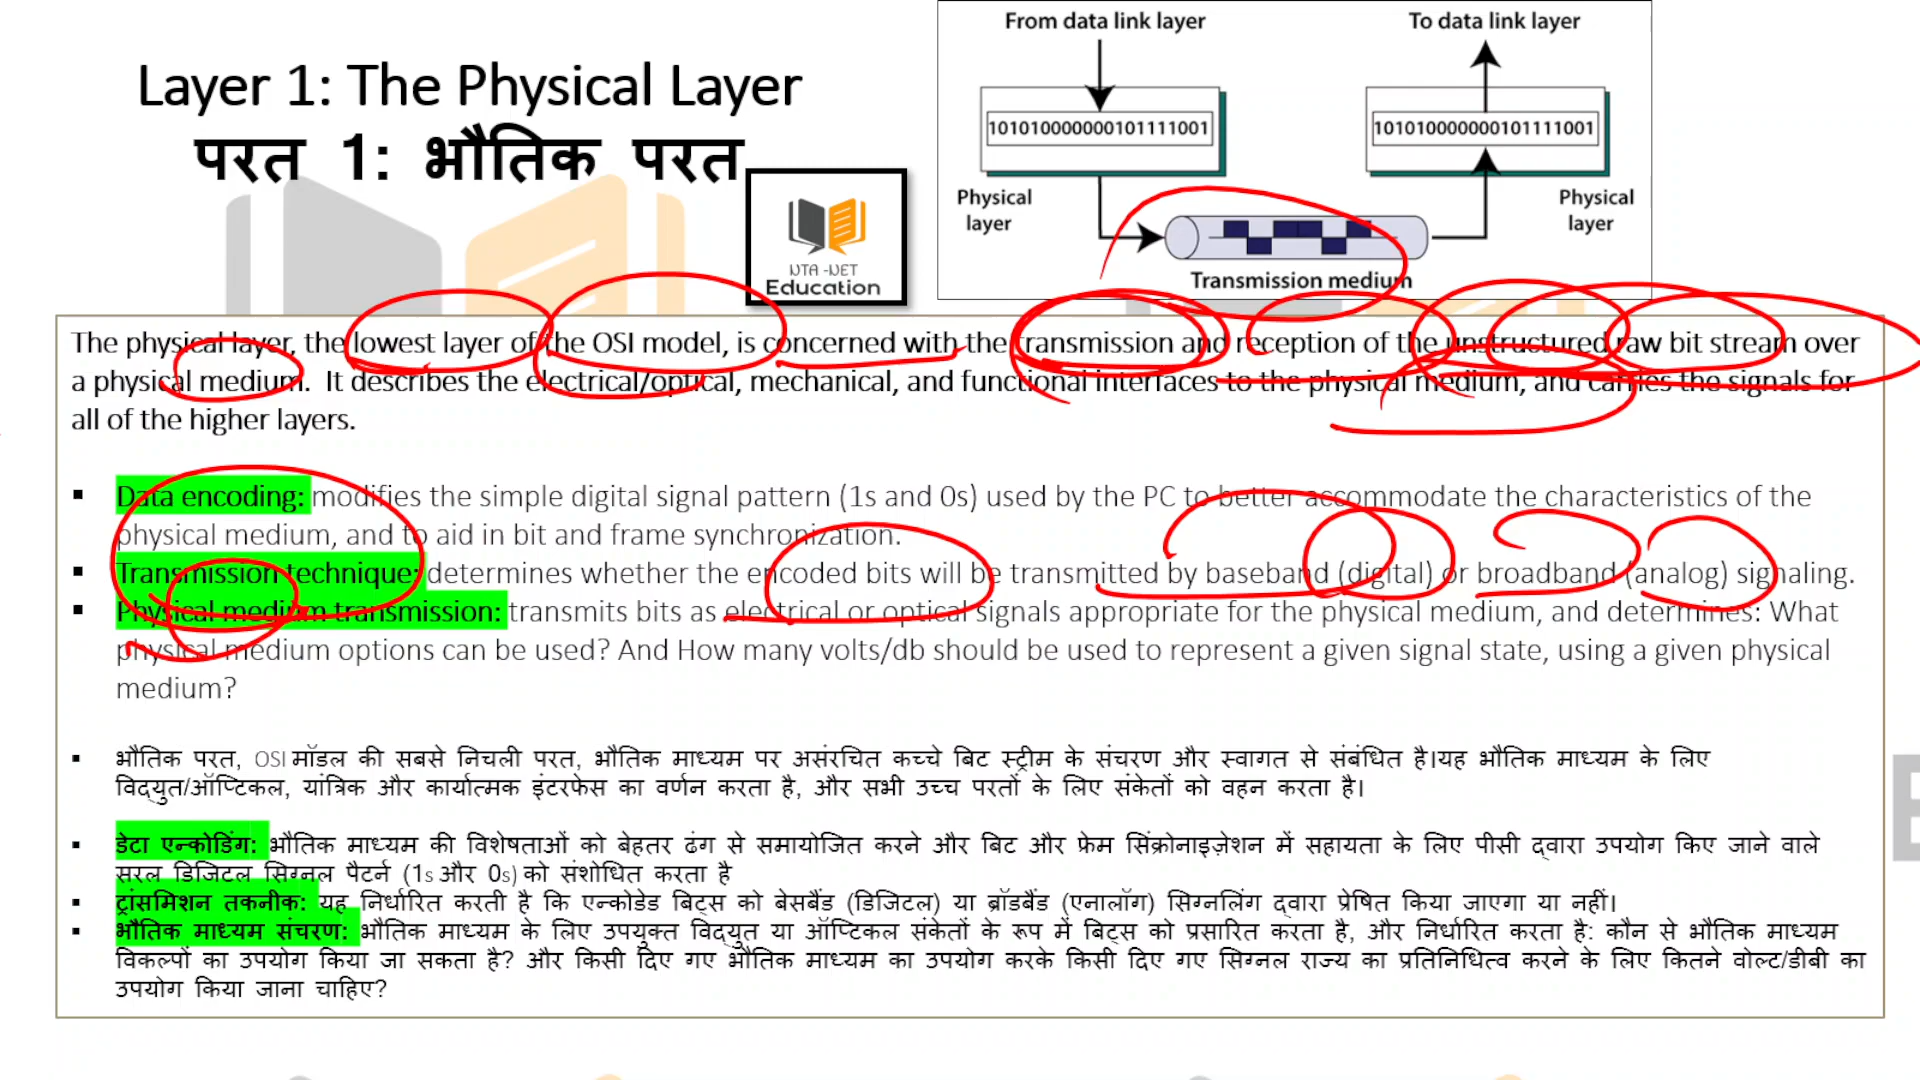 From data link layer
To data link layer
Layer 1: The Physical Layer
परत 1: भौतिक परत
101010000000101111001
101010000000101111001
Physical
layer
Physical
layer
Transmission medium
NTA -NET
Education
The physical layer, the lowest layer of the OSI model, is concerned with the transmission and reception of the unstructured raw bit stream over
a physical medium. It describes the electrical/optical, mechanical, and functional interfaces to the physical medium, and carries the signals for
all of the higher layers.
▪ Data encoding: modifies the simple digital signal pattern (1s and 0s) used by the PC to better accommodate the characteristics of the
physical medium, and to aid in bit and frame synchronization.
▪ Transmission technique: determines whether the encoded bits will be transmitted by baseband (digital) or broadband (analog) signaling.
▪ Physical medium transmission: transmits bits as electrical or optical signals appropriate for the physical medium, and determines: What
physical medium options can be used? And How many volts/db should be used to represent a given signal state, using a given physical
medium?
▪ भौतिक परत, OSI मॉडल की सबसे निचली परत, भौतिक माध्यम पर असंरचित कच्चे बिट स्ट्रीम के संचरण और स्वागत से संबंधित है।यह भौतिक माध्यम के लिए
विद्युत/ऑप्टिकल, यांत्रिक और कार्यात्मक इंटरफेस का वर्णन करता है, और सभी उच्च परतों के लिए संकेतों को वहन करता है।
▪ डेटा एन्कोडिंग: भौतिक माध्यम की विशेषताओं को बेहतर ढंग से समायोजित करने और बिट और फ्रेम सिंक्रोनाइज़ेशन में सहायता के लिए पीसी द्वारा उपयोग किए जाने वाले
सरल डिजिटल सिग्नल पैटर्न (1s और 0s) को संशोधित करता है
▪ ट्रांसमिशन तकनीक: यह निर्धारित करती है कि एन्कोडेड बिट्स को बेसबैंड (डिजिटल) या ब्रॉडबैंड (एनालॉग) सिग्नलिंग द्वारा प्रेषित किया जाएगा या नहीं।
▪ भौतिक माध्यम संचरण: भौतिक माध्यम के लिए उपयुक्त विद्युत या ऑप्टिकल संकेतों के रूप में बिट्स को प्रसारित करता है, और निर्धारित करता है: कौन से भौतिक माध्यम
विकल्पों का उपयोग किया जा सकता है? और किसी दिए गए भौतिक माध्यम का उपयोग करके किसी दिए गए सिग्नल राज्य का प्रतिनिधित्व करने के लिए कितने वोल्ट/डीबी का
उपयोग किया जाना चाहिए?